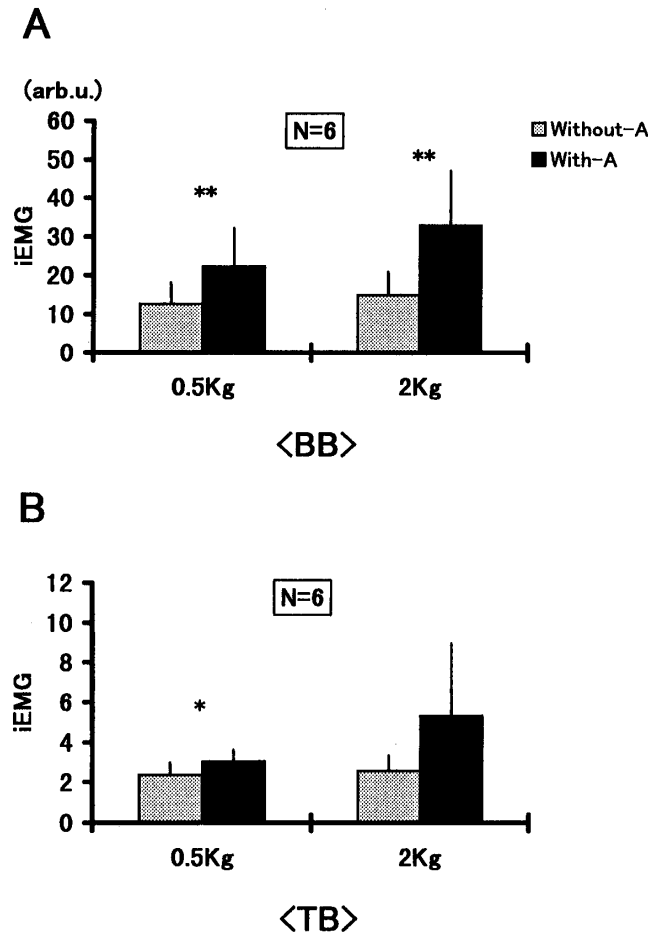 A
(arb.u.)
60
50
40
30
20
10
0
iEMG
N=6
Without-A
With-A
**
**
0.5Kg
2Kg
<BB>
B
12
10
8
6
4
2
0
iEMG
N=6
*
0.5Kg
2Kg
<TB>